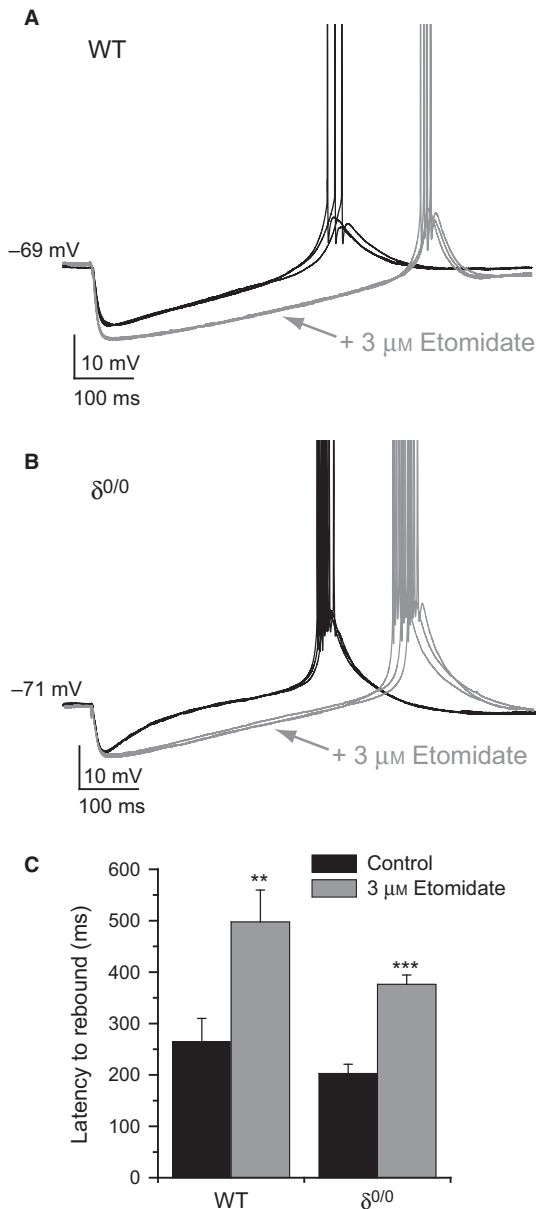 A
WT
–69 mV
+ 3 μM Etomidate
10 mV
100 ms
B
δ0/0
–71 mV
+ 3 μM Etomidate
10 mV
100 ms
C
Control
3 μM Etomidate
Latency to rebound (ms)
600
500
400
300
200
100
0
**
***
WT
δ0/0